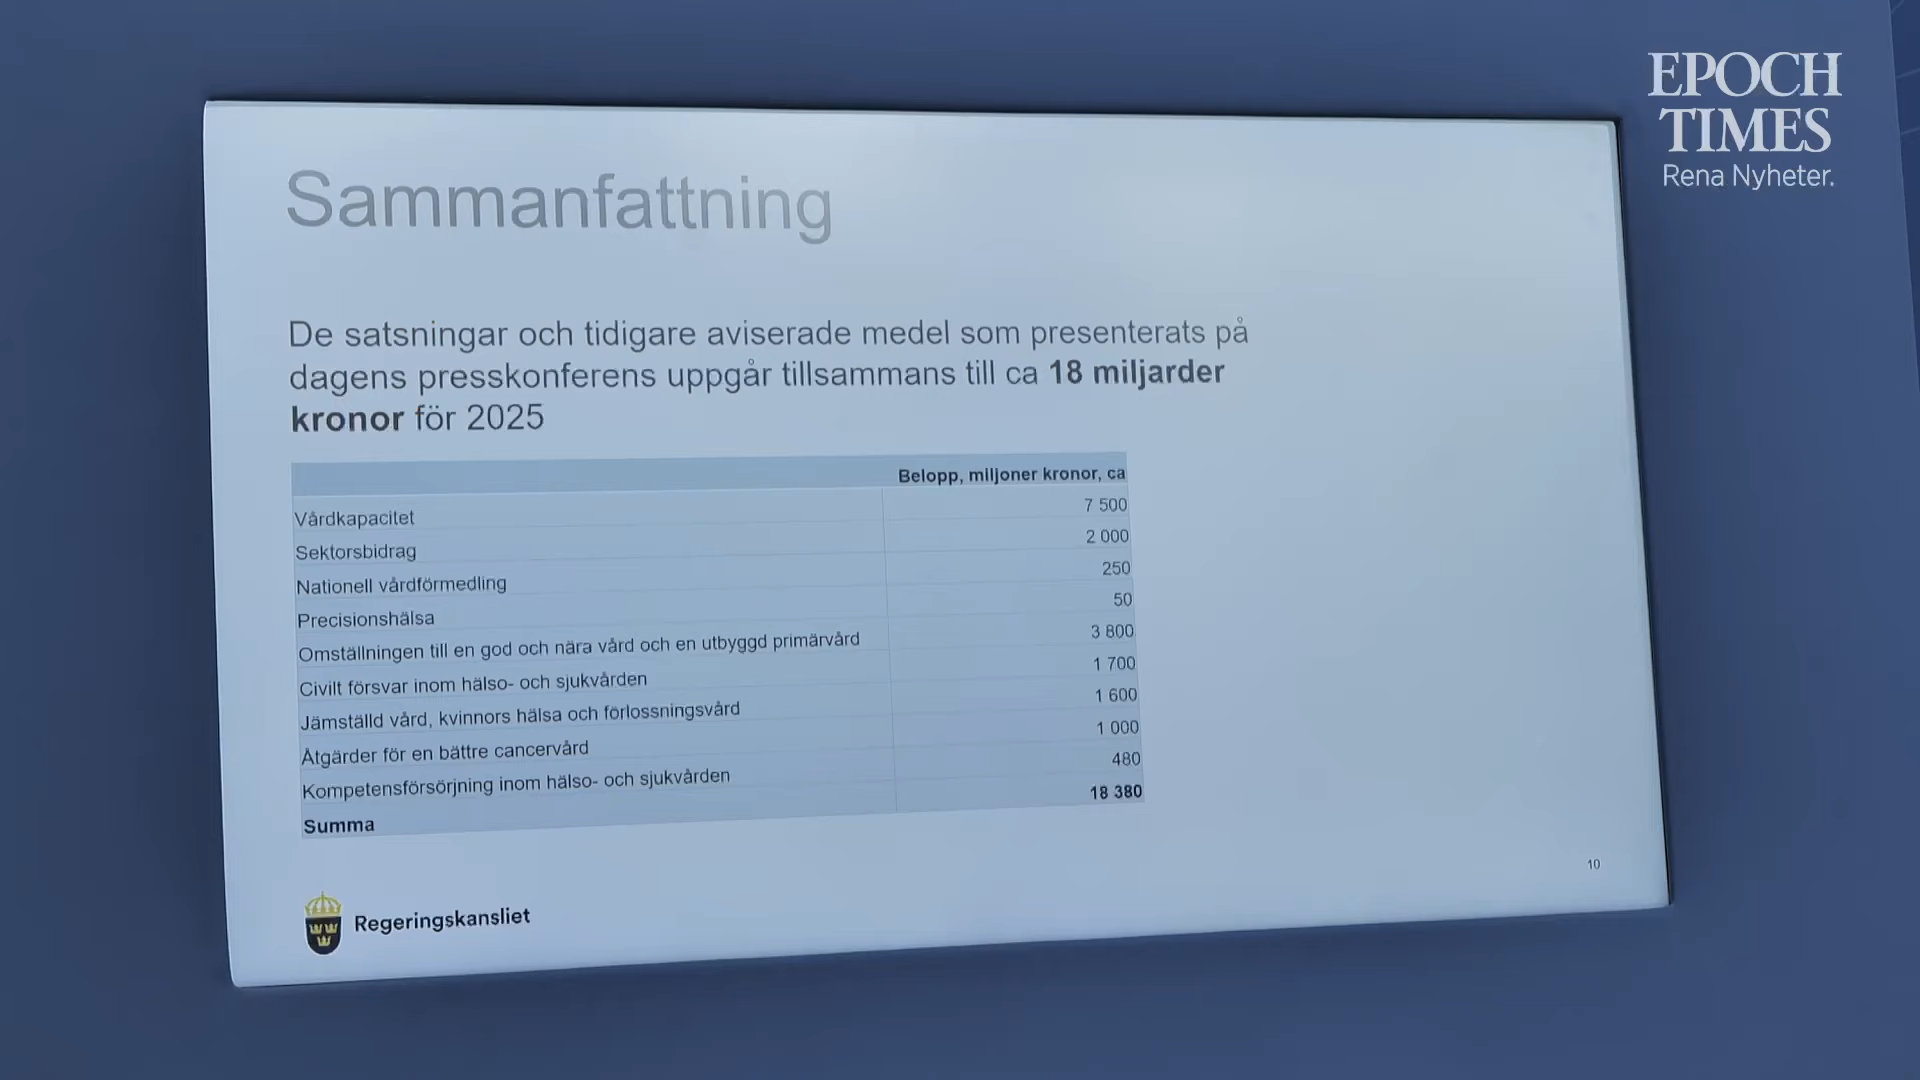 EPOCH
TIMES
Rena Nyheter.
Sammanfattning
De satsningar och tidigare aviserade medel som presenterats på
dagens presskonferens uppgår tillsammans till ca 18 miljarder
kronor för 2025
Belopp, miljoner kronor, ca
Vårdkapacitet 7 500
Sektorsbidrag 2 000
Nationell vårdförmedling 250
Precisionshälsa 50
Omställningen till en god och nära vård och en utbyggd primärvård 3 800
Civilt försvar inom hälso- och sjukvården 1 700
Jämställd vård, kvinnors hälsa och förlossningsvård 1 600
Åtgärder för en bättre cancervård 1 000
Kompetensförsörjning inom hälso- och sjukvården 480
Summa 18 380
10
Regeringskansliet